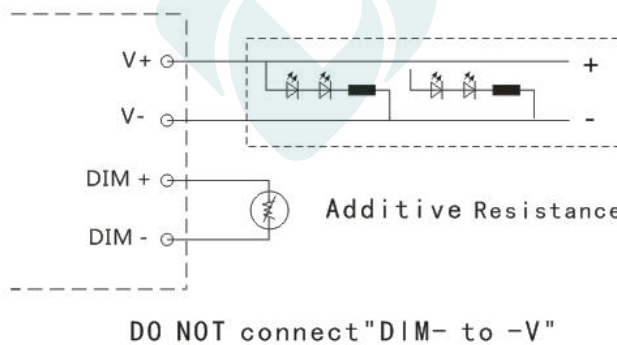 V+
+
V-
-
DIM +
Additive Resistance
DIM -
DO NOT connect"DIM- to -V"